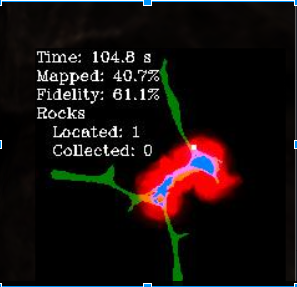 Time: 104.8 s
Mapped: 40.7%
Fidelity: 61.1%
Rocks
Located: 1
Collected: 0